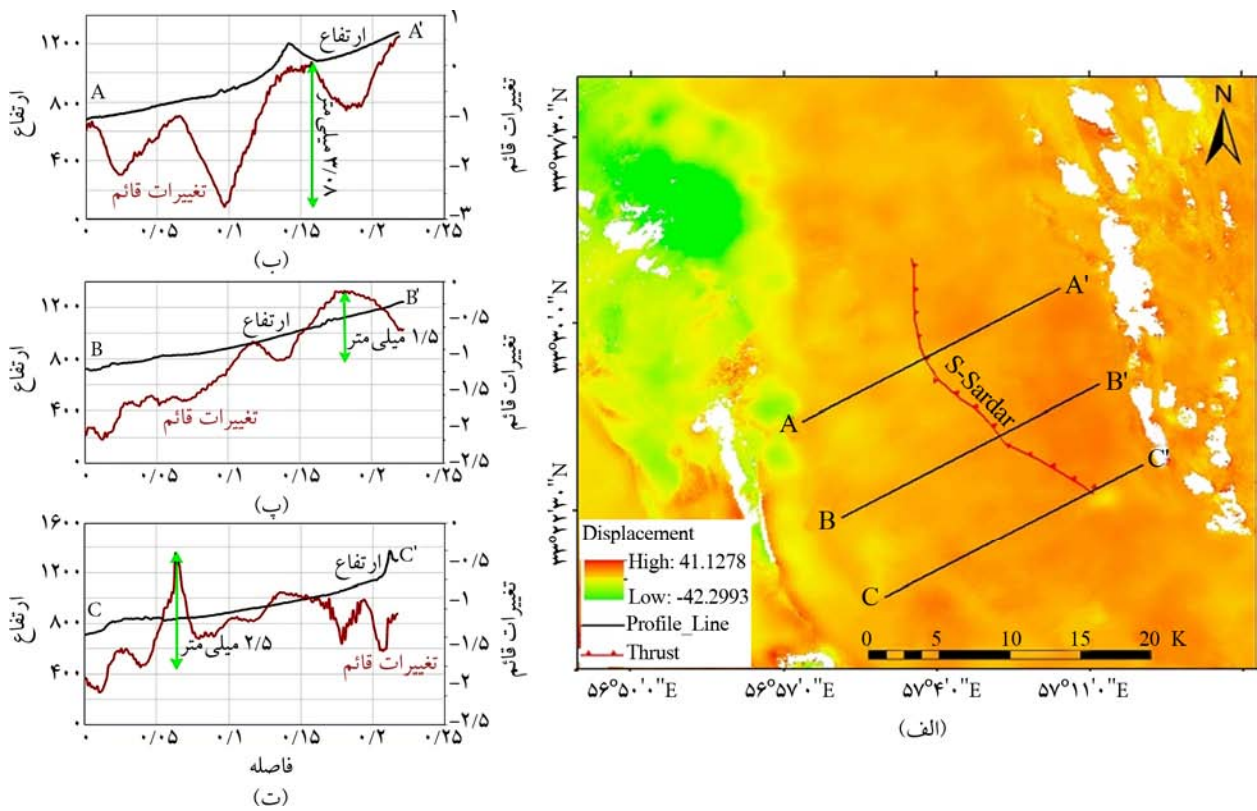 ۱
A'
۱۲۰۰
ارتفاع
۰
A
ارتفاع
۸۰۰
-۱
تغییرات قائم
۳/۰۸ میلی متر
۴۰۰
-۲
تغییرات قائم
۰
-۳
۰ ۰/۰۵ ۰/۱ ۰/۱۵ ۰/۲ ۰/۲۵
(ب)
۰
۱۲۰۰
B'
-۰/۵
ارتفاع
B
ارتفاع
۸۰۰
-۱
۱/۵ میلی متر
تغییرات قائم
-۱/۵
۴۰۰
تغییرات قائم
-۲
۰
-۲/۵
۰ ۰/۰۵ ۰/۱ ۰/۱۵ ۰/۲ ۰/۲۵
(پ)
۱۶۰۰
۰
C'
-۰/۵
۱۲۰۰
ارتفاع
C
-۱
ارتفاع
۸۰۰
تغییرات قائم
۲/۵ میلی متر
-۱/۵
۴۰۰
تغییرات قائم
-۲
۰
-۲/۵
۰ ۰/۰۵ ۰/۱ ۰/۱۵ ۰/۲ ۰/۲۵
فاصله
(ت)
N
۳۳°۳۷'۳۰"N
۳۳°۳۰'۰"N
۳۳°۲۲'۳۰"N
A'
S-Sardar
B'
A
C'
B
C
Displacement
High: 41.1278
Low: -42.2993
Profile_Line
Thrust
0 5 10 15 20 K
۵۶°۵۰'۰"E ۵۶°۵۷'۰"E ۵۷°۴'۰"E ۵۷°۱۱'۰"E
(الف)